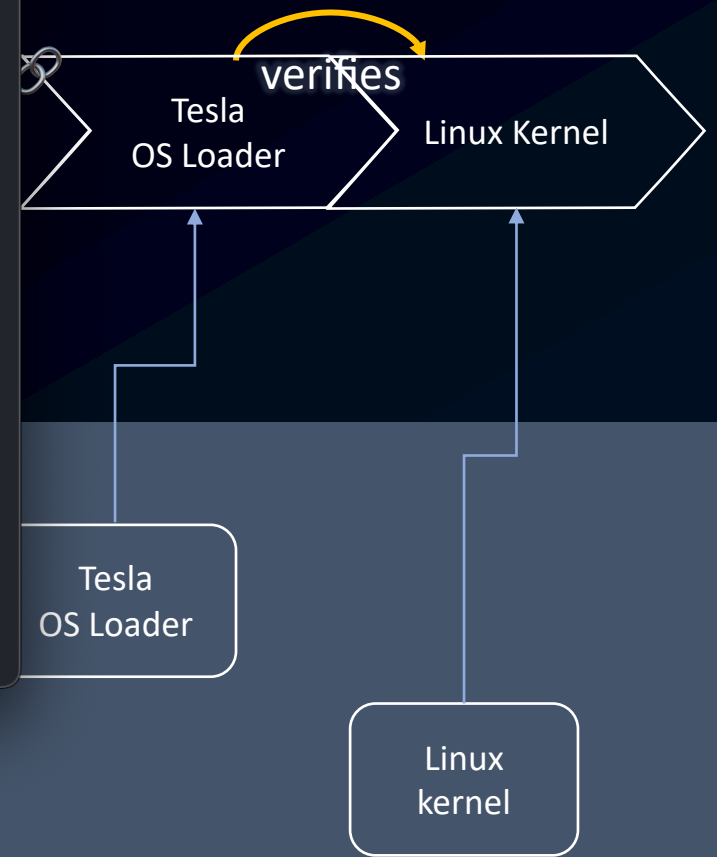 verifies
Tesla
OS Loader
Linux Kernel
Tesla
OS Loader
Linux
kernel